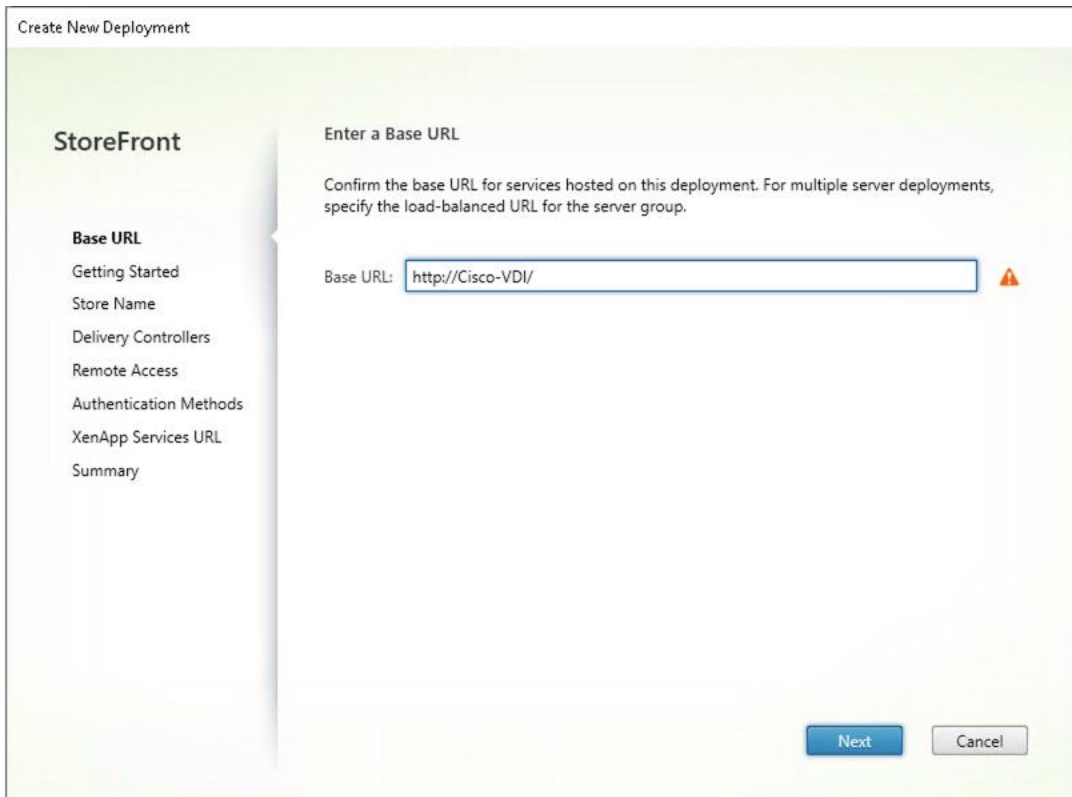 Create New Deployment
StoreFront
Base URL
Getting Started
Store Name
Delivery Controllers
Remote Access
Authentication Methods
XenApp Services URL
Summary
Enter a Base URL
Confirm the base URL for services hosted on this deployment. For multiple server deployments,
specify the load-balanced URL for the server group.
Base URL: http://Cisco-VDI/
Next Cancel